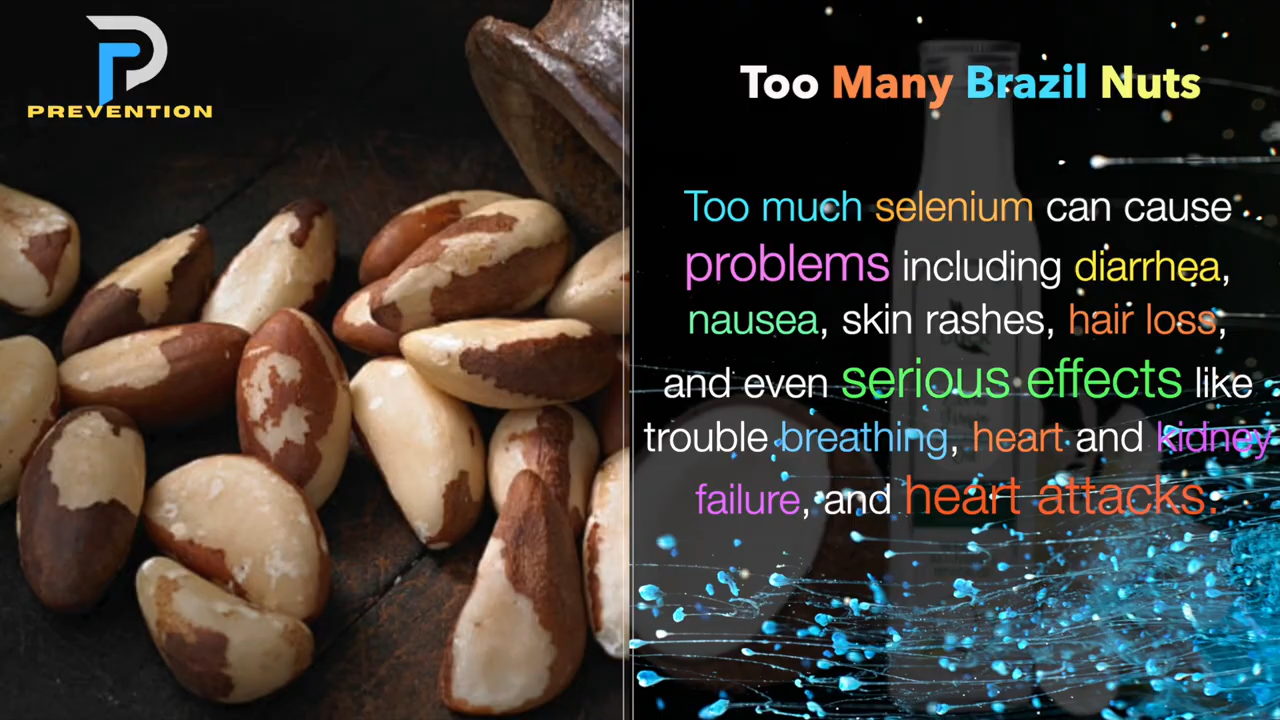 PREVENTION
Too Many Brazil Nuts
Too much selenium can cause
problems including diarrhea,
nausea, skin rashes, hair loss,
and even serious effects like
trouble breathing, heart and kidney
failure, and heart attacks.